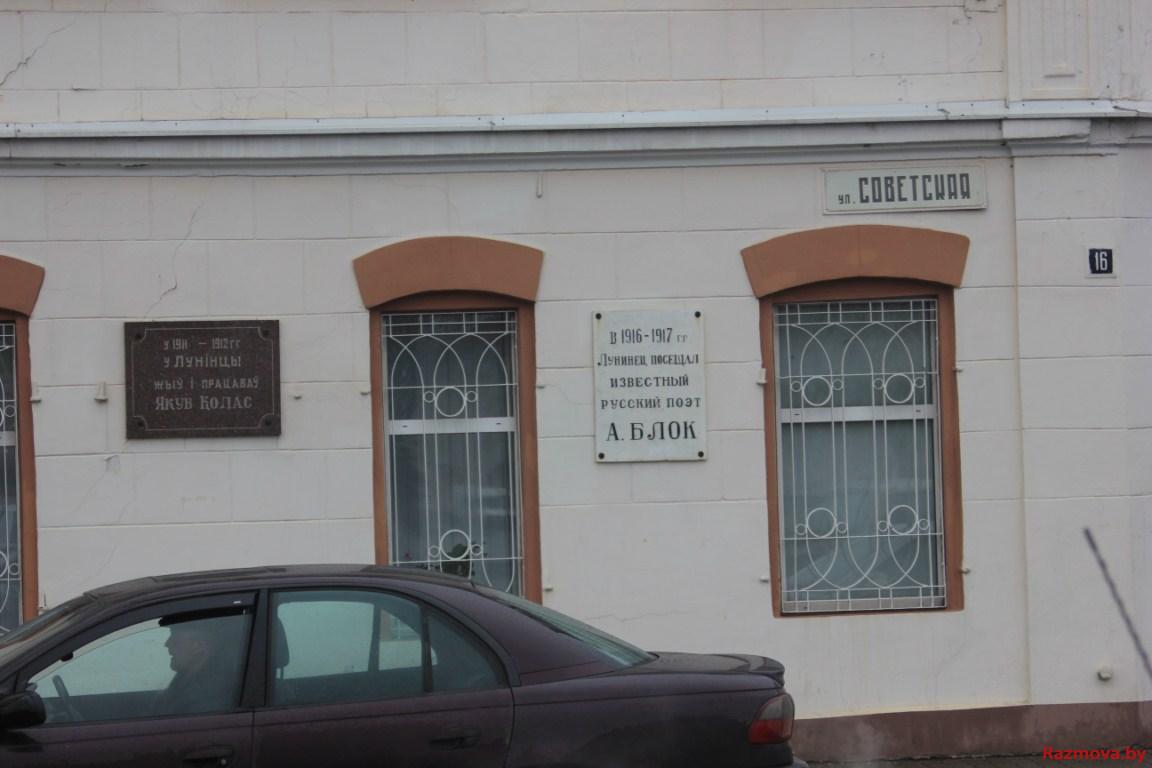 ул. СОВЕТСКАЯ
16
У 1911 - 1912 гг
У ЛУНІНЦЫ
ЖЫЎ І ПРАЦАВАЎ
ЯКУБ КОЛАС
В 1916-1917 гг
ЛУНИНЕЦ ПОСЕЩАЛ
ИЗВЕСТНЫЙ
РУССКИЙ ПОЭТ
А. БЛОК
Razmova.by